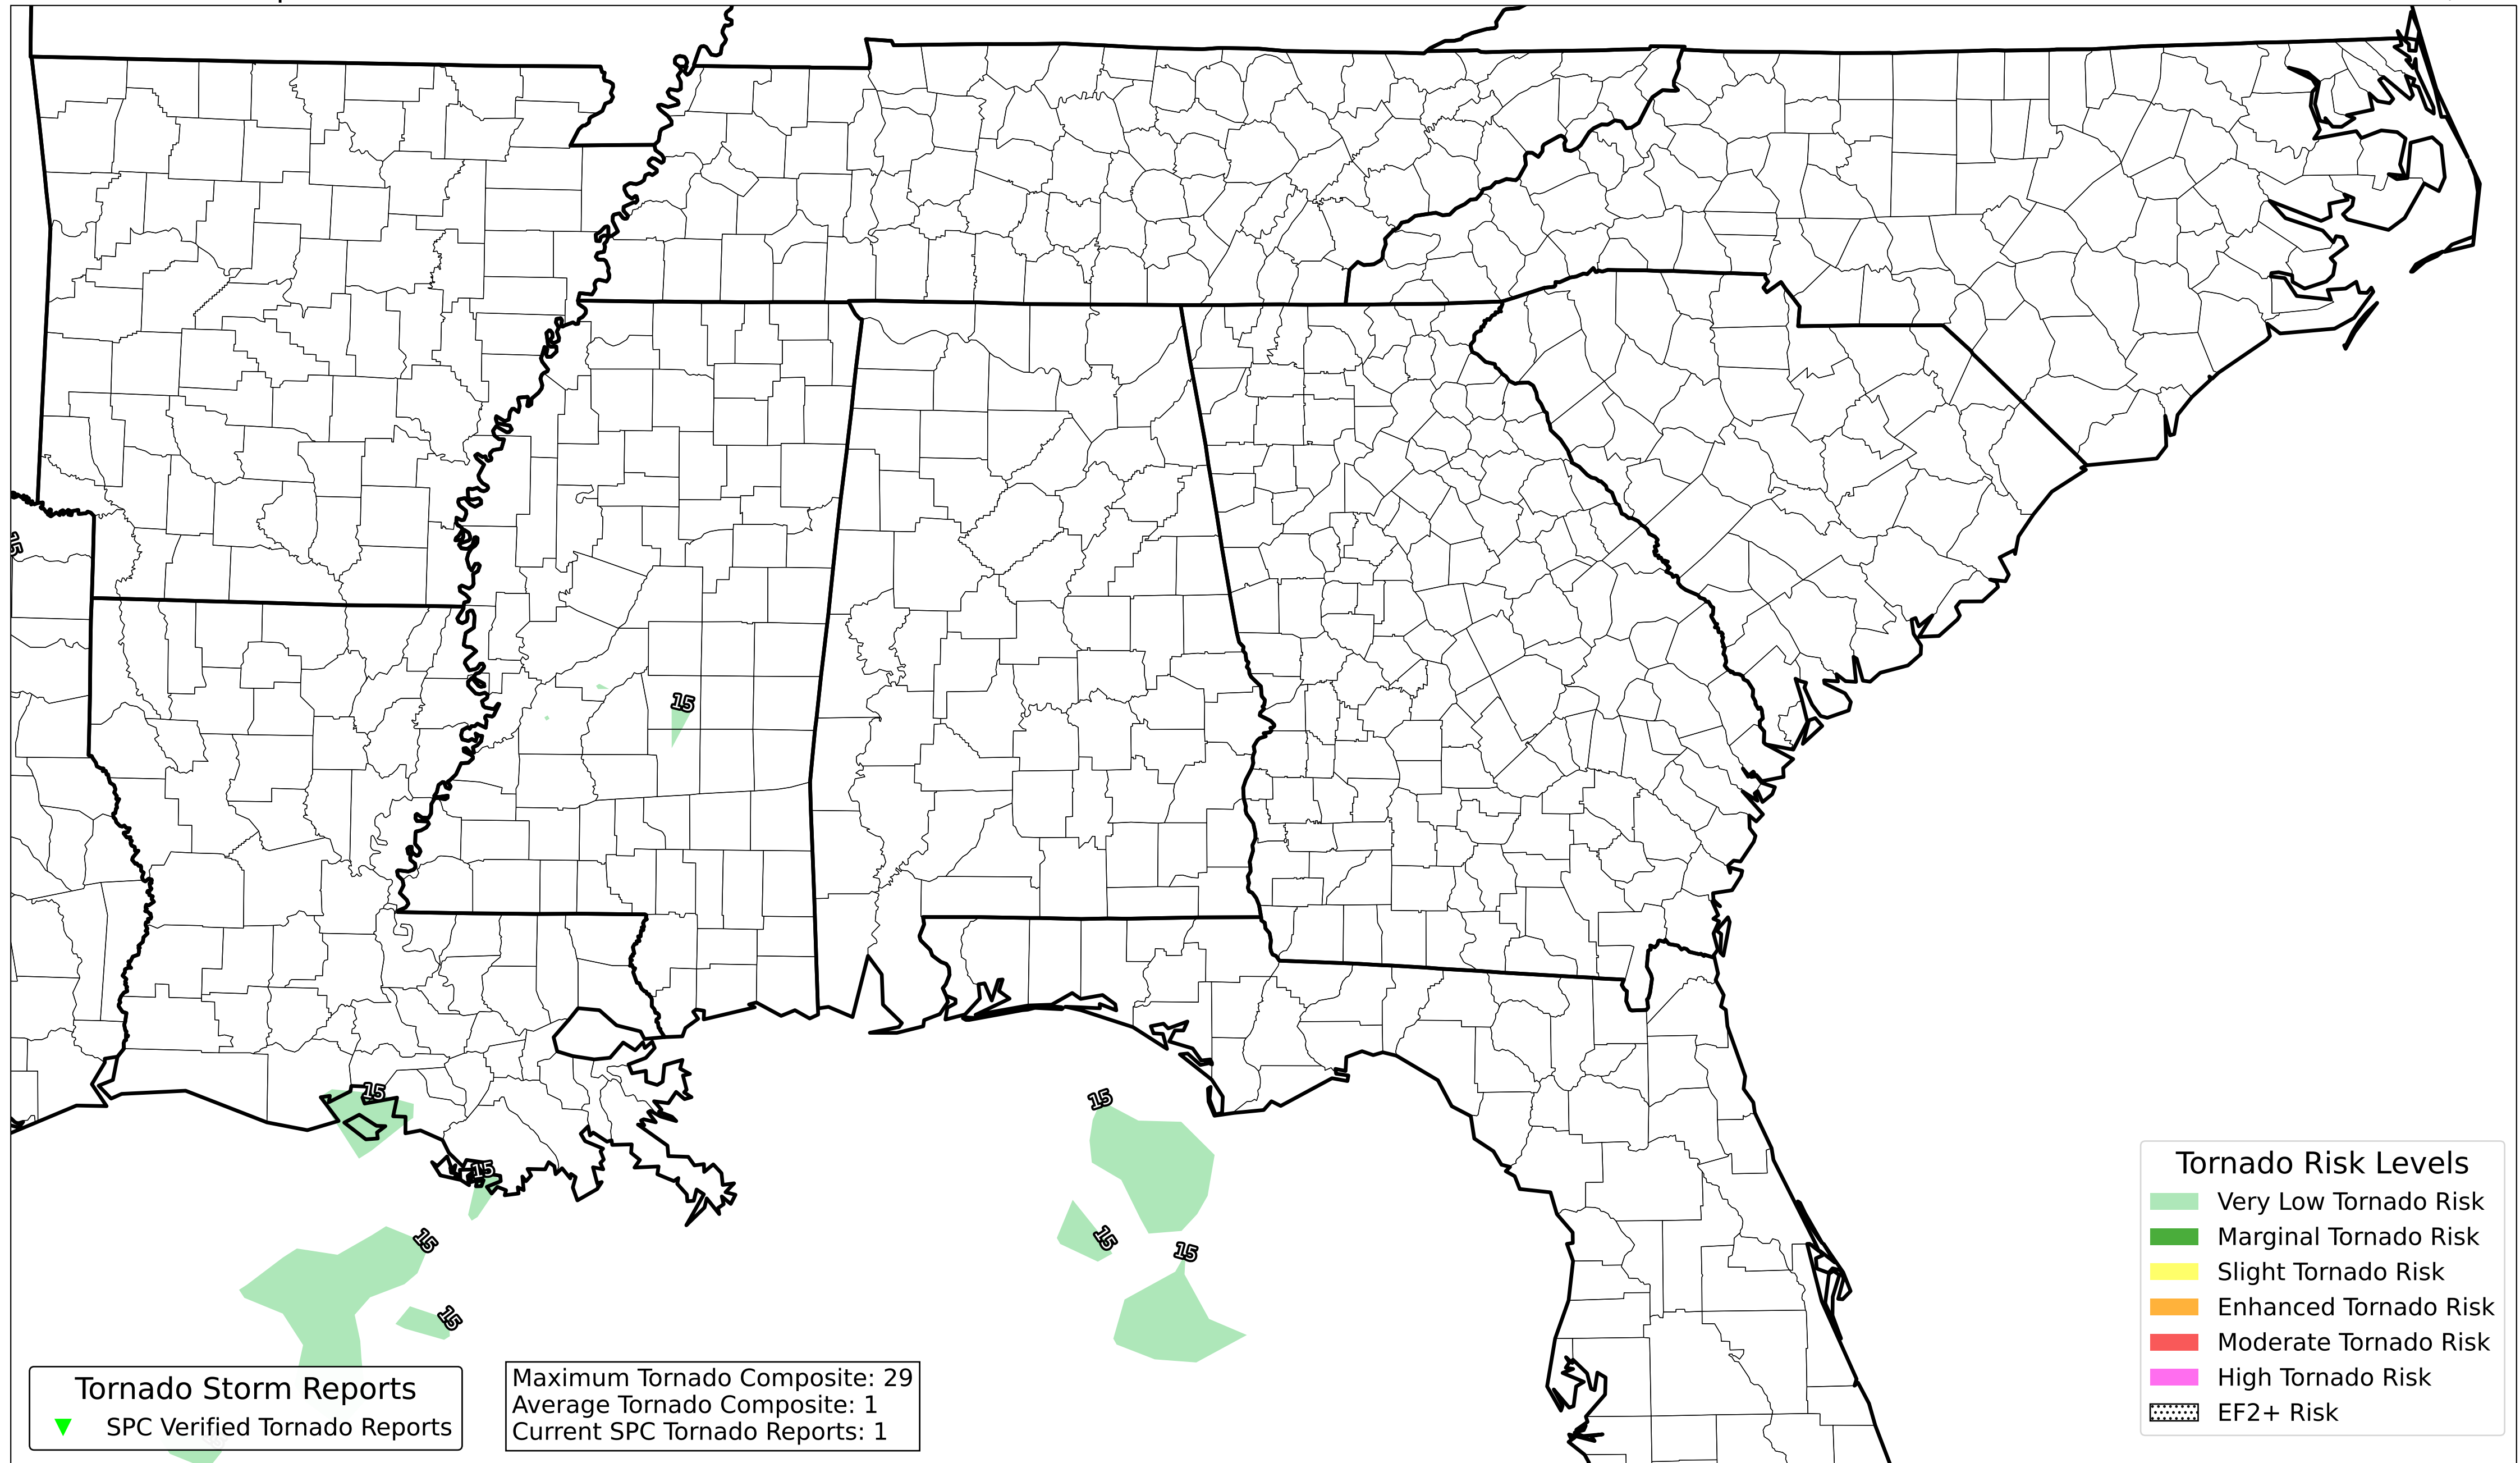 15
15
15
15
15
15
15
15
15
Tornado Risk Levels
Very Low Tornado Risk
Marginal Tornado Risk
Slight Tornado Risk
Enhanced Tornado Risk
Moderate Tornado Risk
High Tornado Risk
EF2+ Risk
Tornado Storm Reports
SPC Verified Tornado Reports
Maximum Tornado Composite: 29
Average Tornado Composite: 1
Current SPC Tornado Reports: 1